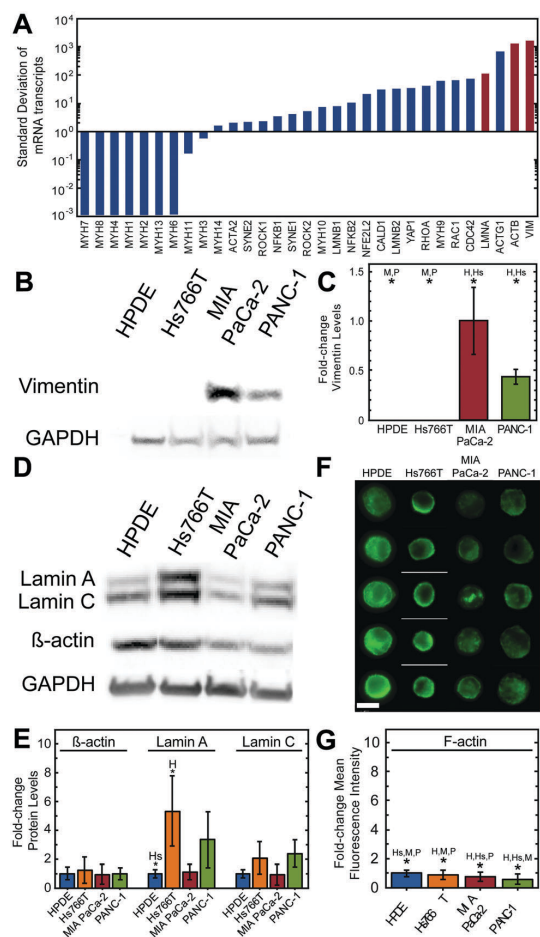 A
Standard Deviation of
mRNA transcripts
10³
10²
10¹
10⁰
10⁻¹
10⁻²
10⁻³
MYH7
MYH8
MYH4
MYH1
MYH2
MYH13
MYH6
MYH11
MYH3
MYH14
ACTA2
SYNE2
ROCK1
NFKB1
SYNE1
ROCK2
MYH10
LMNB1
NFKB2
NFE2L2
CALD1
LMNB2
YAP1
RHOA
MYH9
RAC1
CDC42
LMNA
ACTG1
ACTB
VIM
B
HPDE
Hs766T
MIA
PaCa-2
PANC-1
Vimentin
GAPDH
C
Fold-change
Vimentin Levels
1.5
1.0
0.5
0
M,P
*
M,P
*
H,Hs
*
H,Hs
*
HPDE
Hs766T
MIA
PaCa-2
PANC-1
D
HPDE
Hs766T
MIA
PaCa-2
PANC-1
Lamin A
Lamin C
ß-actin
GAPDH
F
HPDE
Hs766T
MIA
PaCa-2
PANC-1
E
Fold-change
Protein Levels
10
8
6
4
2
0
ß-actin
Lamin A
Lamin C
Hs
*
H
*
HPDE
Hs766T
MIA PaCa-2
PANC-1
HPDE
Hs766T
MIA PaCa-2
PANC-1
HPDE
Hs766T
MIA PaCa-2
PANC-1
G
Fold-change Mean
Fluorescence Intensity
10
8
6
4
2
0
F-actin
Hs,M,P
*
H,M,P
*
H,Hs,P
*
H,Hs,M
*
HPDE
Hs766
T
M A
PaCa2
PANC-1